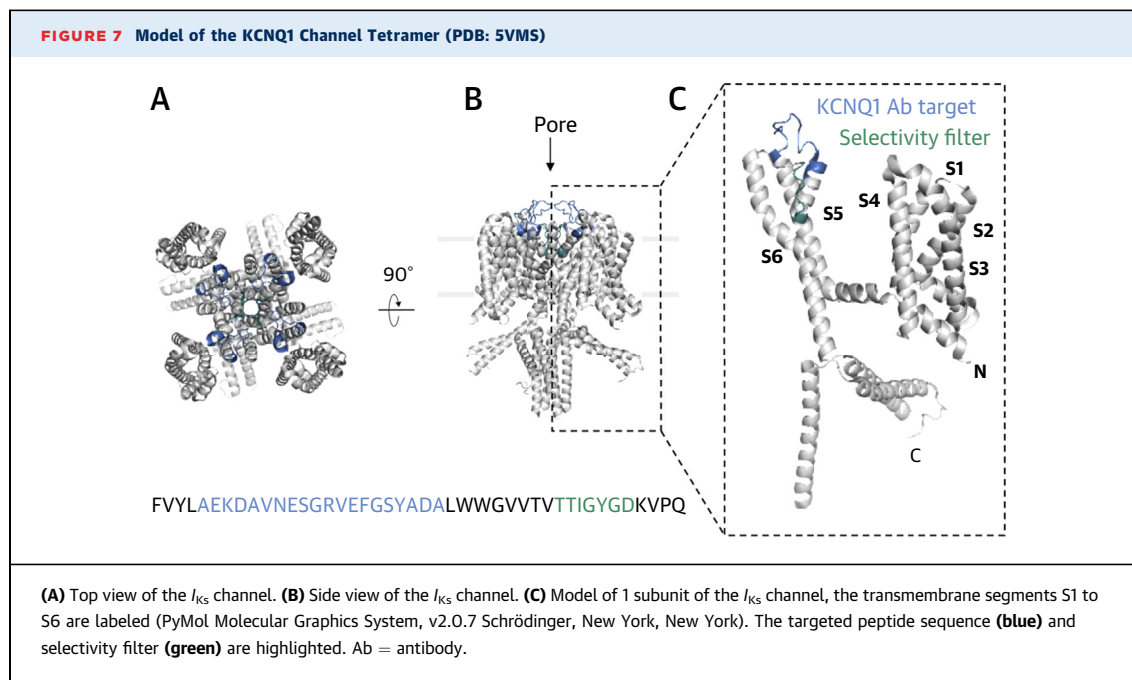 FIGURE 7 Model of the KCNQ1 Channel Tetramer (PDB: 5VMS)
A
B
C
Pore
90°
KCNQ1 Ab target
Selectivity filter
S1
S4
S5
S2
S6
S3
N
C
FVYLAEKDAVNESGRVEFGSYADALWWGVVTVTTIGYGDKVPQ
(A) Top view of the IKs channel. (B) Side view of the IKs channel. (C) Model of 1 subunit of the IKs channel, the transmembrane segments S1 to
S6 are labeled (PyMol Molecular Graphics System, v2.0.7 Schrödinger, New York, New York). The targeted peptide sequence (blue) and
selectivity filter (green) are highlighted. Ab = antibody.